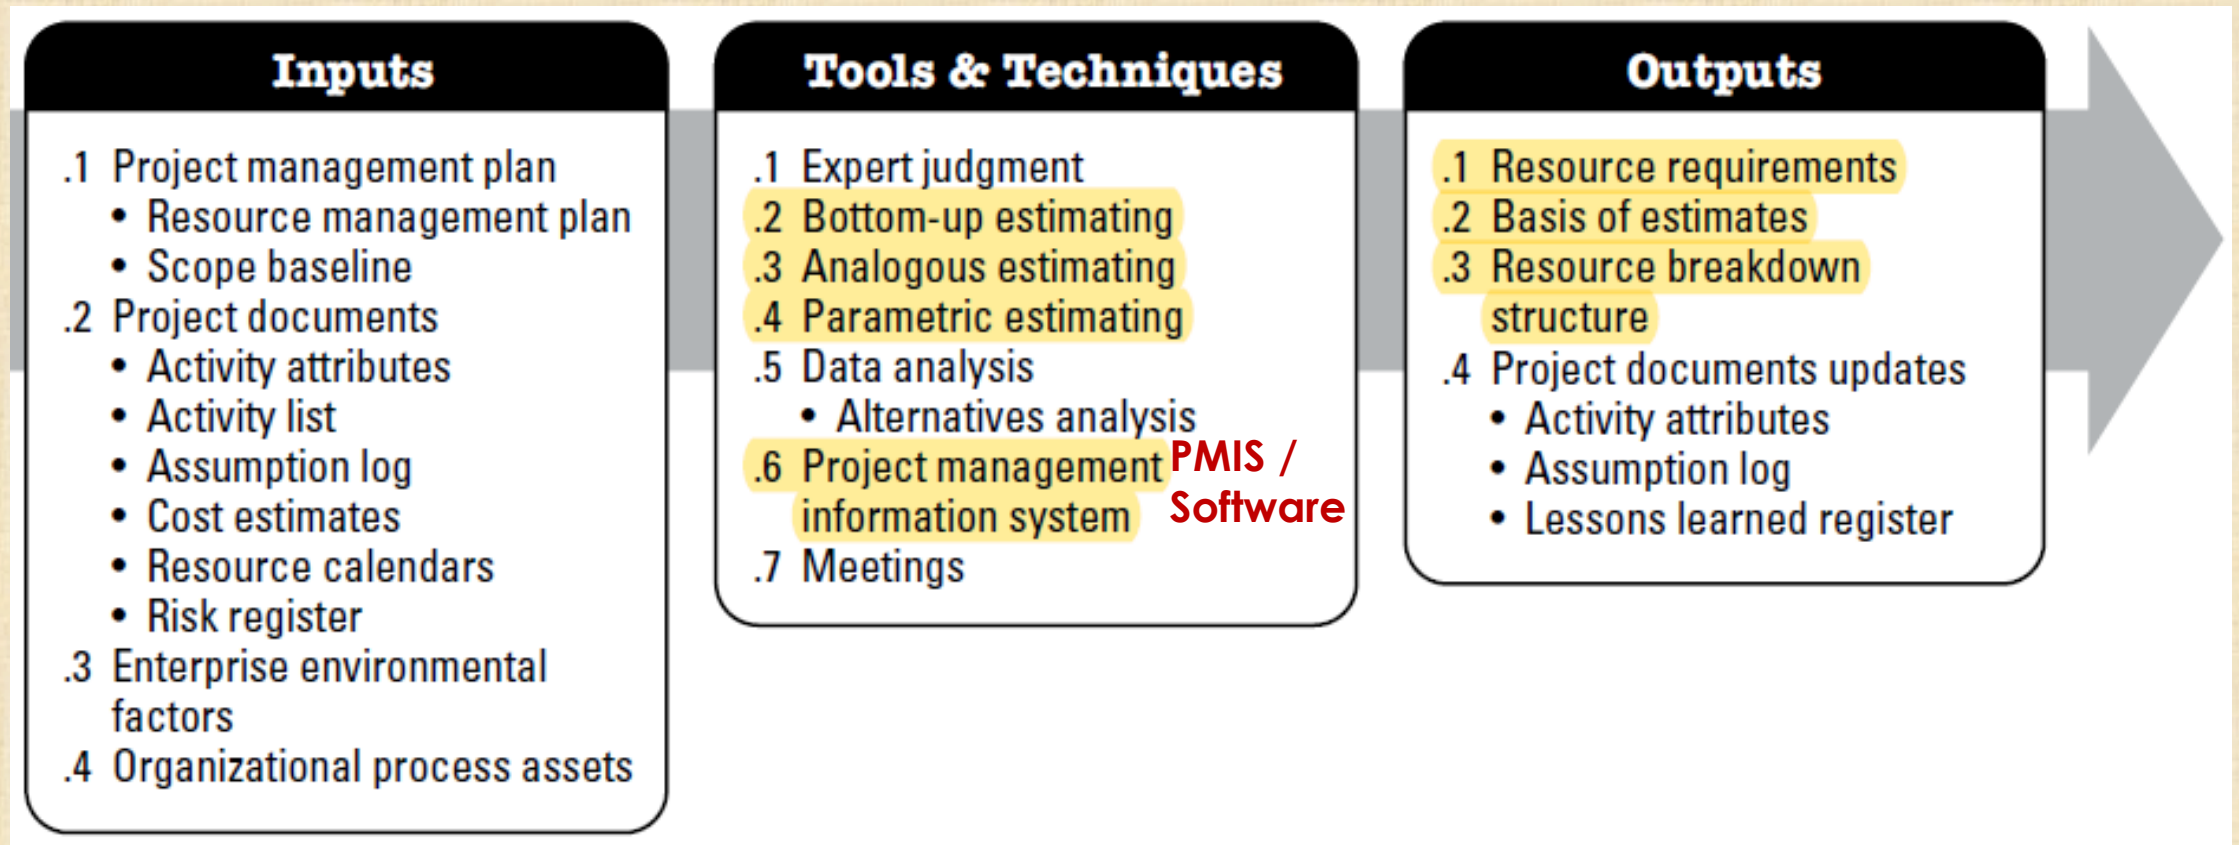 Inputs
.1 Project management plan
• Resource management plan
• Scope baseline
.2 Project documents
• Activity attributes
• Activity list
• Assumption log
• Cost estimates
• Resource calendars
• Risk register
.3 Enterprise environmental
factors
.4 Organizational process assets
Tools & Techniques
.1 Expert judgment
.2 Bottom-up estimating
.3 Analogous estimating
.4 Parametric estimating
.5 Data analysis
• Alternatives analysis
.6 Project management
information system
PMIS /
Software
.7 Meetings
Outputs
.1 Resource requirements
.2 Basis of estimates
.3 Resource breakdown
structure
.4 Project documents updates
• Activity attributes
• Assumption log
• Lessons learned register